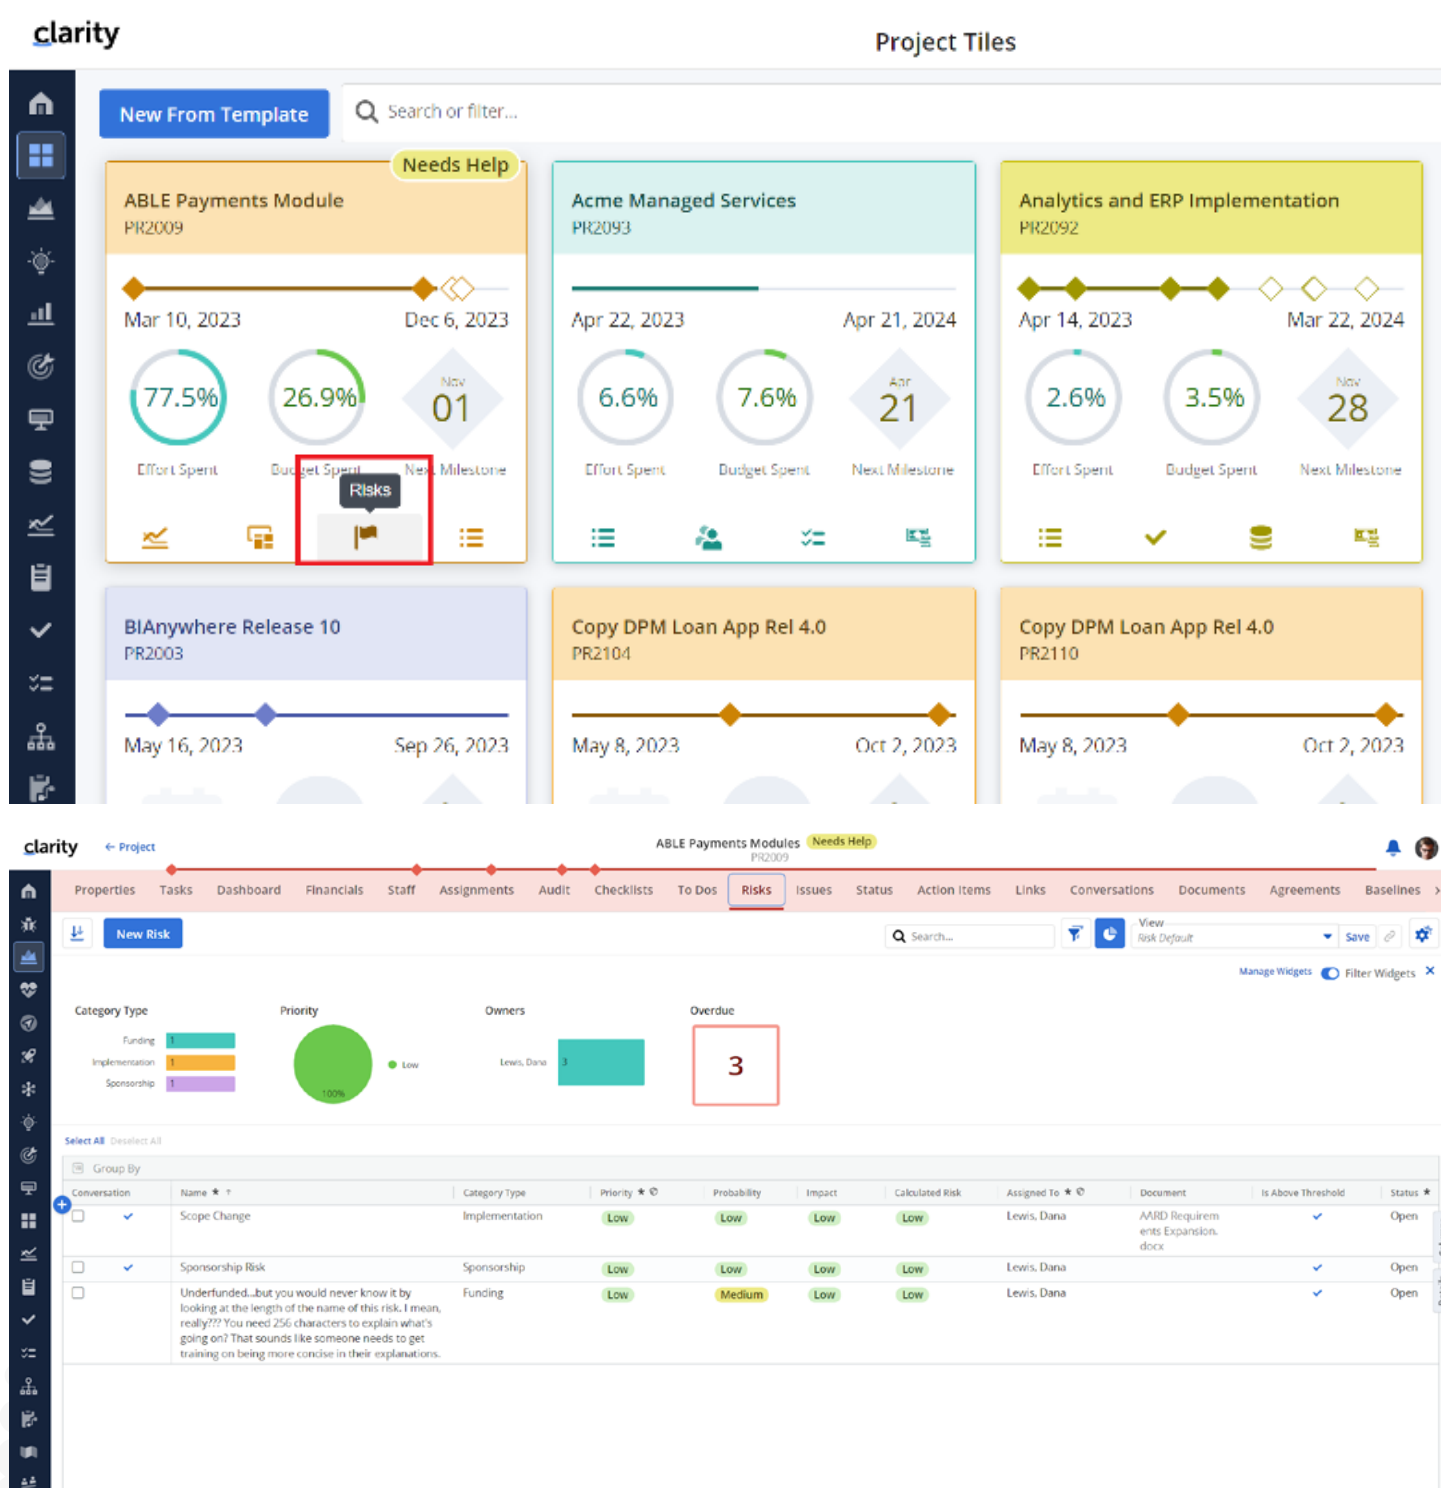 clarity
Project Tiles
New From Template
Search or filter...
Needs Help
ABLE Payments Module
PR2009
Mar 10, 2023 Dec 6, 2023
77.5% 26.9% Nov 01
Effort Spent Budget Spent Next Milestone
Risks
Acme Managed Services
PR2093
Apr 22, 2023 Apr 21, 2024
6.6% 7.6% Apr 21
Effort Spent Budget Spent Next Milestone
Analytics and ERP Implementation
PR2092
Apr 14, 2023 Mar 22, 2024
2.6% 3.5% Nov 28
Effort Spent Budget Spent Next Milestone
BIAnywhere Release 10
PR2003
May 16, 2023 Sep 26, 2023
Copy DPM Loan App Rel 4.0
PR2104
May 8, 2023 Oct 2, 2023
Copy DPM Loan App Rel 4.0
PR2110
May 8, 2023 Oct 2, 2023
clarity
← Project
ABLE Payments Modules Needs Help
PR2009
Properties Tasks Dashboard Financials Staff Assignments Audit Checklists To Dos Risks Issues Status Action Items Links Conversations Documents Agreements Baselines
New Risk
Search...
View
Risk Default
Save
Manage Widgets Filter Widgets
Category Type Priority Owners Overdue
Funding 1
Implementation 1
Sponsorship 1
100%
Low
Lewis, Dana 3
3
Select All Deselect All
Group By
Conversation Name Category Type Priority Probability Impact Calculated Risk Assigned To Document Is Above Threshold Status
Scope Change Implementation Low Low Low Low Lewis, Dana AARD Requirem Open
ents Expansion.
docx
Sponsorship Risk Sponsorship Low Low Low Low Lewis, Dana Open
Underfunded...but you would never know it by Funding Low Medium Low Low Lewis, Dana Open
looking at the length of the name of this risk. I mean,
really??? You need 256 characters to explain what's
going on? That sounds like someone needs to get
training on being more concise in their explanations.